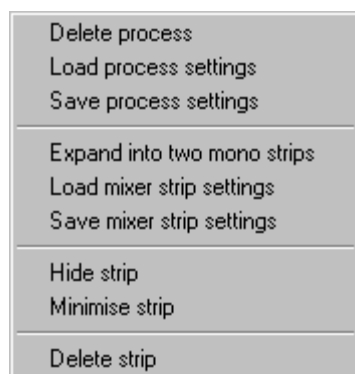 Delete process
Load process settings
Save process settings
Expand into two mono strips
Load mixer strip settings
Save mixer strip settings
Hide strip
Minimise strip
Delete strip